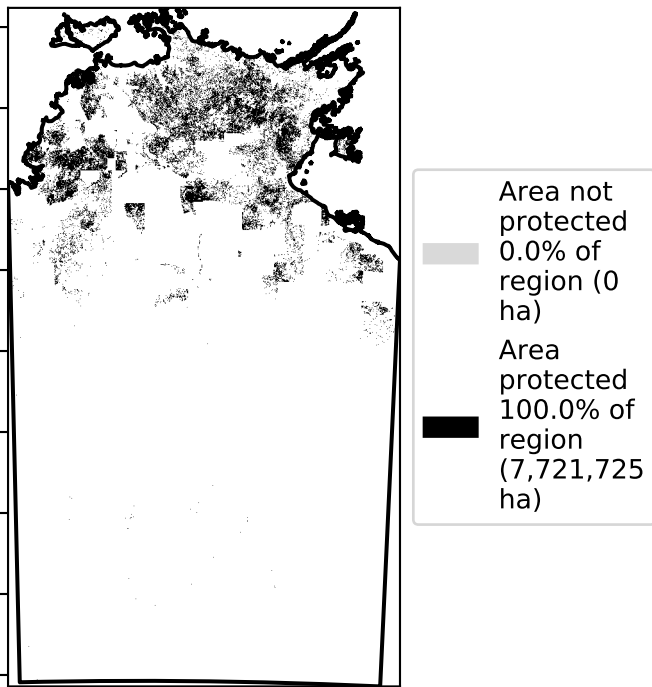 Area not
protected
0.0% of
region (0
ha)
Area
protected
100.0% of
region
(7,721,725
ha)